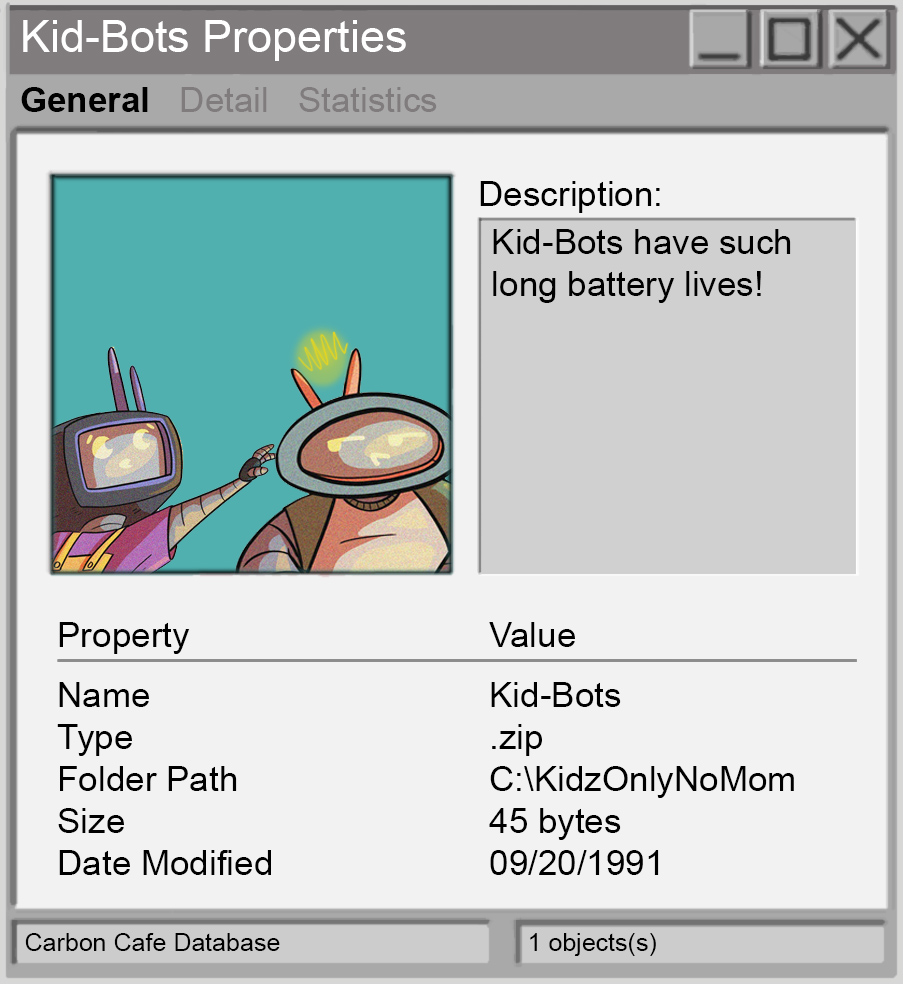 Kid-Bots Properties
General Detail Statistics
Description:
Kid-Bots have such
long battery lives!
Property Value
Name Kid-Bots
Type .zip
Folder Path C:\KidzOnlyNoMom
Size 45 bytes
Date Modified 09/20/1991
Carbon Cafe Database 1 objects(s)